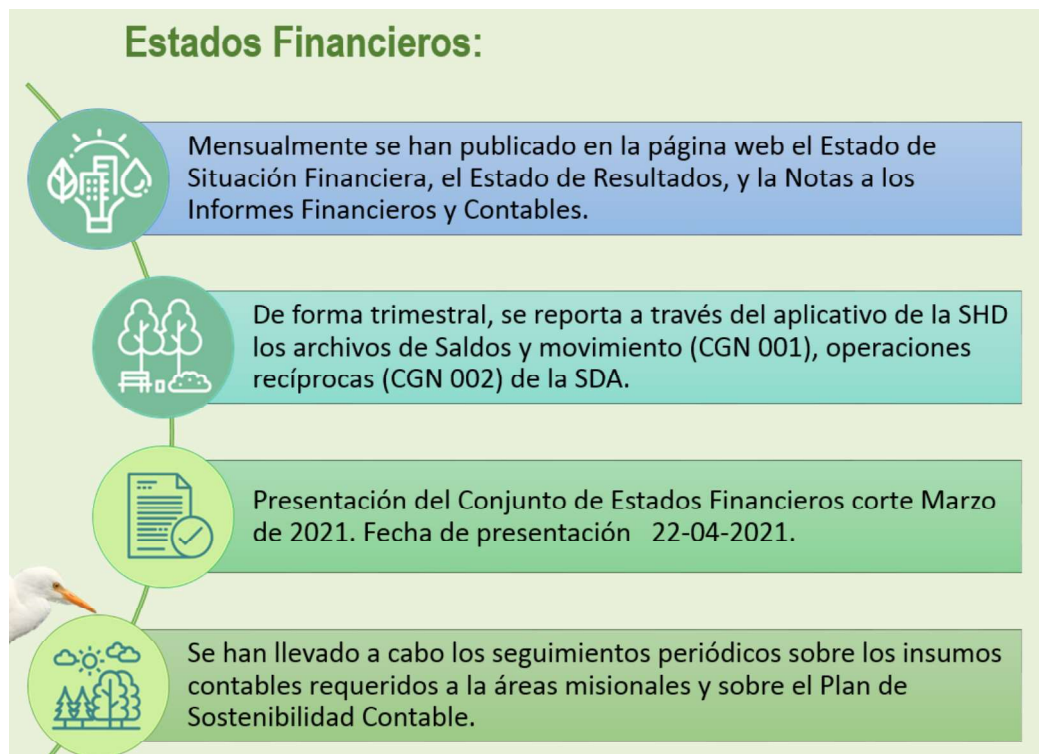 Estados Financieros:
Mensualmente se han publicado en la página web el Estado de
Situación Financiera, el Estado de Resultados, y la Notas a los
Informes Financieros y Contables.
De forma trimestral, se reporta a través del aplicativo de la SHD
los archivos de Saldos y movimiento (CGN 001), operaciones
recíprocas (CGN 002) de la SDA.
Presentación del Conjunto de Estados Financieros corte Marzo
de 2021. Fecha de presentación 22-04-2021.
Se han llevado a cabo los seguimientos periódicos sobre los insumos
contables requeridos a la áreas misionales y sobre el Plan de
Sostenibilidad Contable.